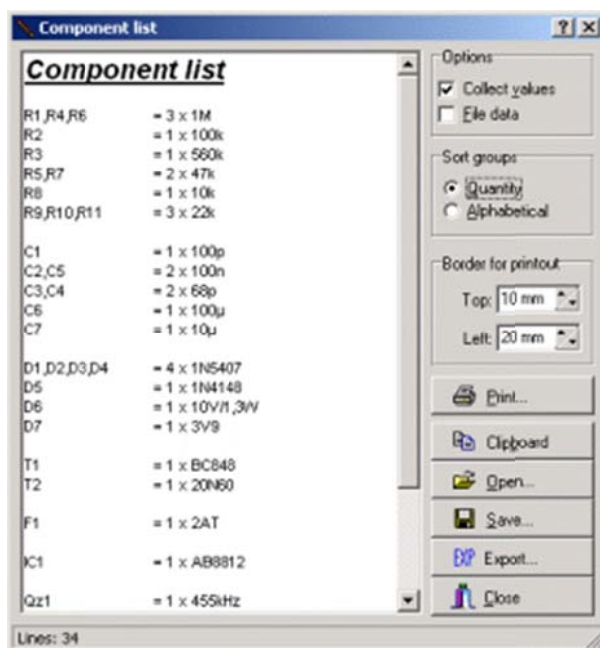 Component list
Component list
R1,R4,R6 = 3 x 1M
R2 = 1 x 100k
R3 = 1 x 560k
R5,R7 = 2 x 47k
R8 = 1 x 10k
R9,R10,R11 = 3 x 22k
C1 = 1 x 100p
C2,C5 = 2 x 100n
C3,C4 = 2 x 68p
C6 = 1 x 100µ
C7 = 1 x 10µ
D1,D2,D3,D4 = 4 x 1N5407
D5 = 1 x 1N4148
D6 = 1 x 10V/1,3W
D7 = 1 x 3V9
T1 = 1 x BC848
T2 = 1 x 20N60
F1 = 1 x 2AT
IC1 = 1 x AB8812
Qz1 = 1 x 455kHz
Lines: 34
Options
Collect values
File data
Sort groups
Quantity
Alphabetical
Border for printout
Top: 10 mm
Left: 20 mm
Print...
Clipboard
Open...
Save...
EXP Export...
Close